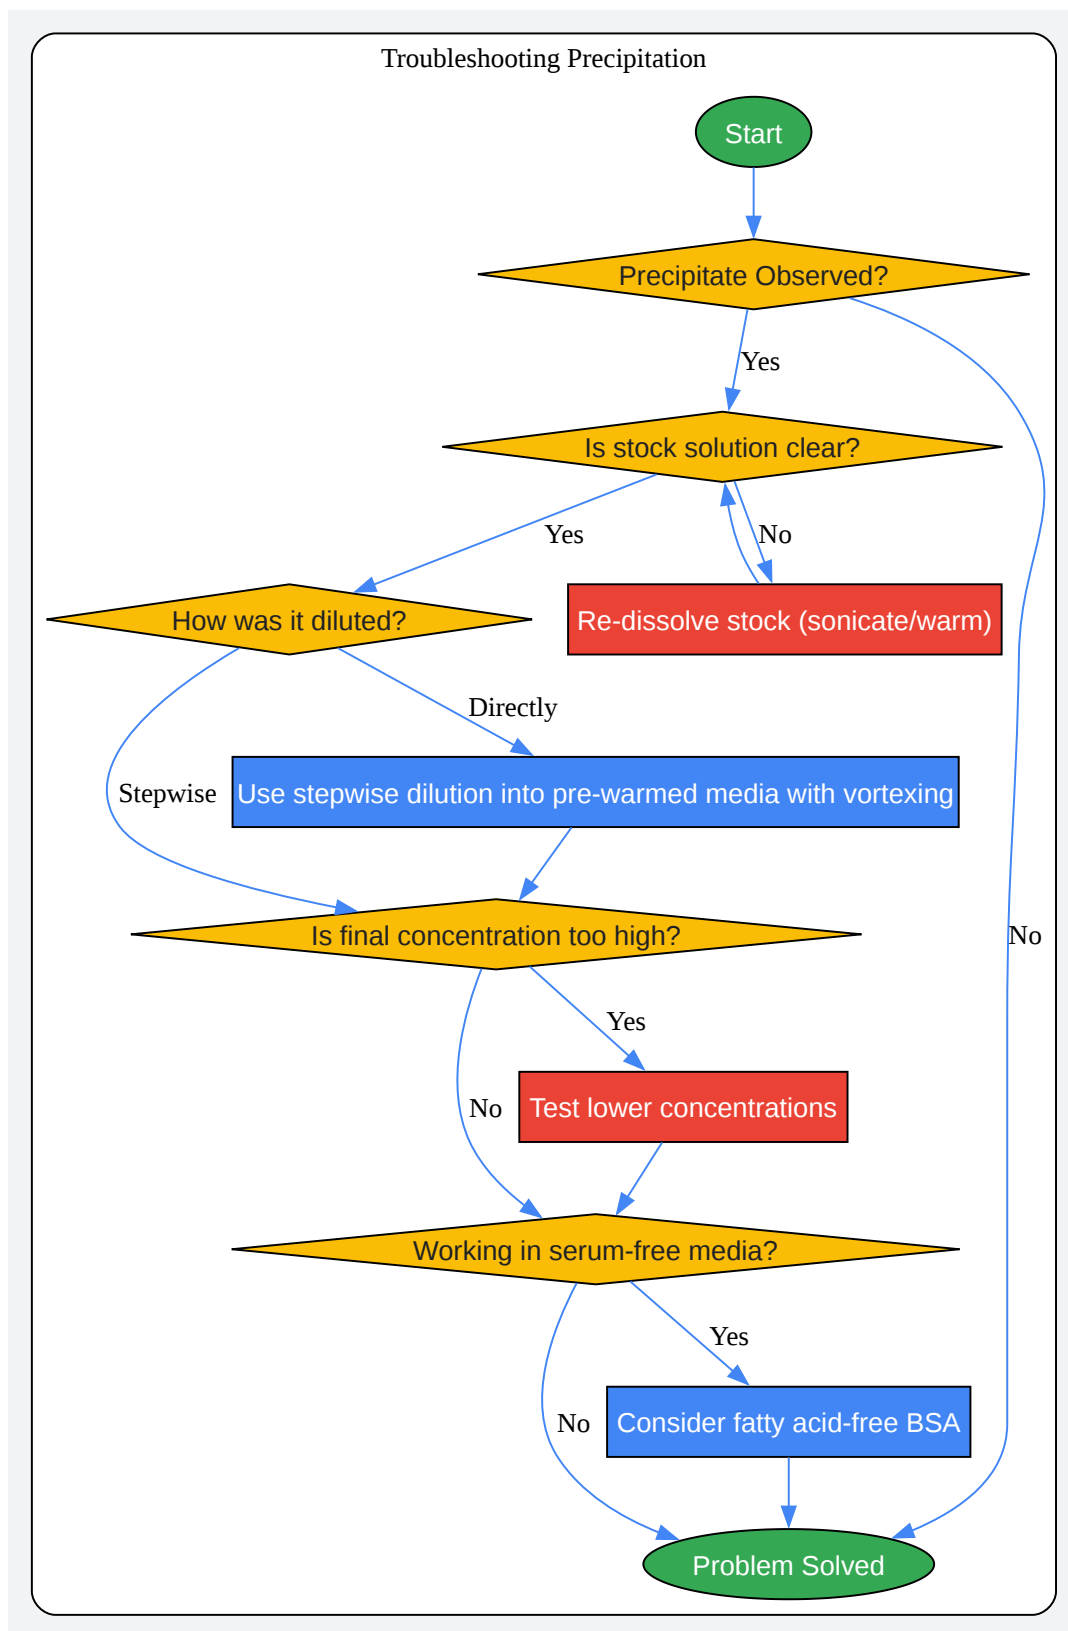 Troubleshooting Precipitation
Start
Precipitate Observed?
Yes
Is stock solution clear?
Yes
No
How was it diluted?
Re-dissolve stock (sonicate/warm)
Directly
Stepwise
Use stepwise dilution into pre-warmed media with vortexing
Is final concentration too high?
No
Yes
No
Test lower concentrations
Working in serum-free media?
Yes
No
Consider fatty acid-free BSA
Problem Solved